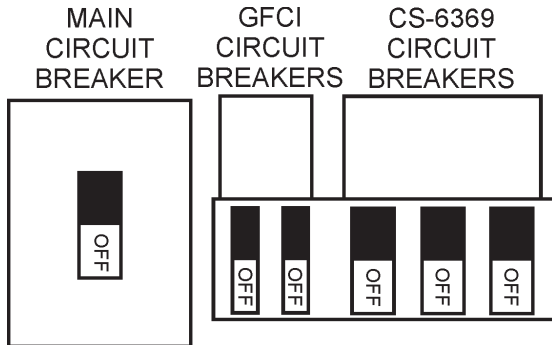 MAIN
CIRCUIT
BREAKER
GFCI
CIRCUIT
BREAKERS
CS-6369
CIRCUIT
BREAKERS
OFF
OFF
OFF
OFF
OFF
OFF